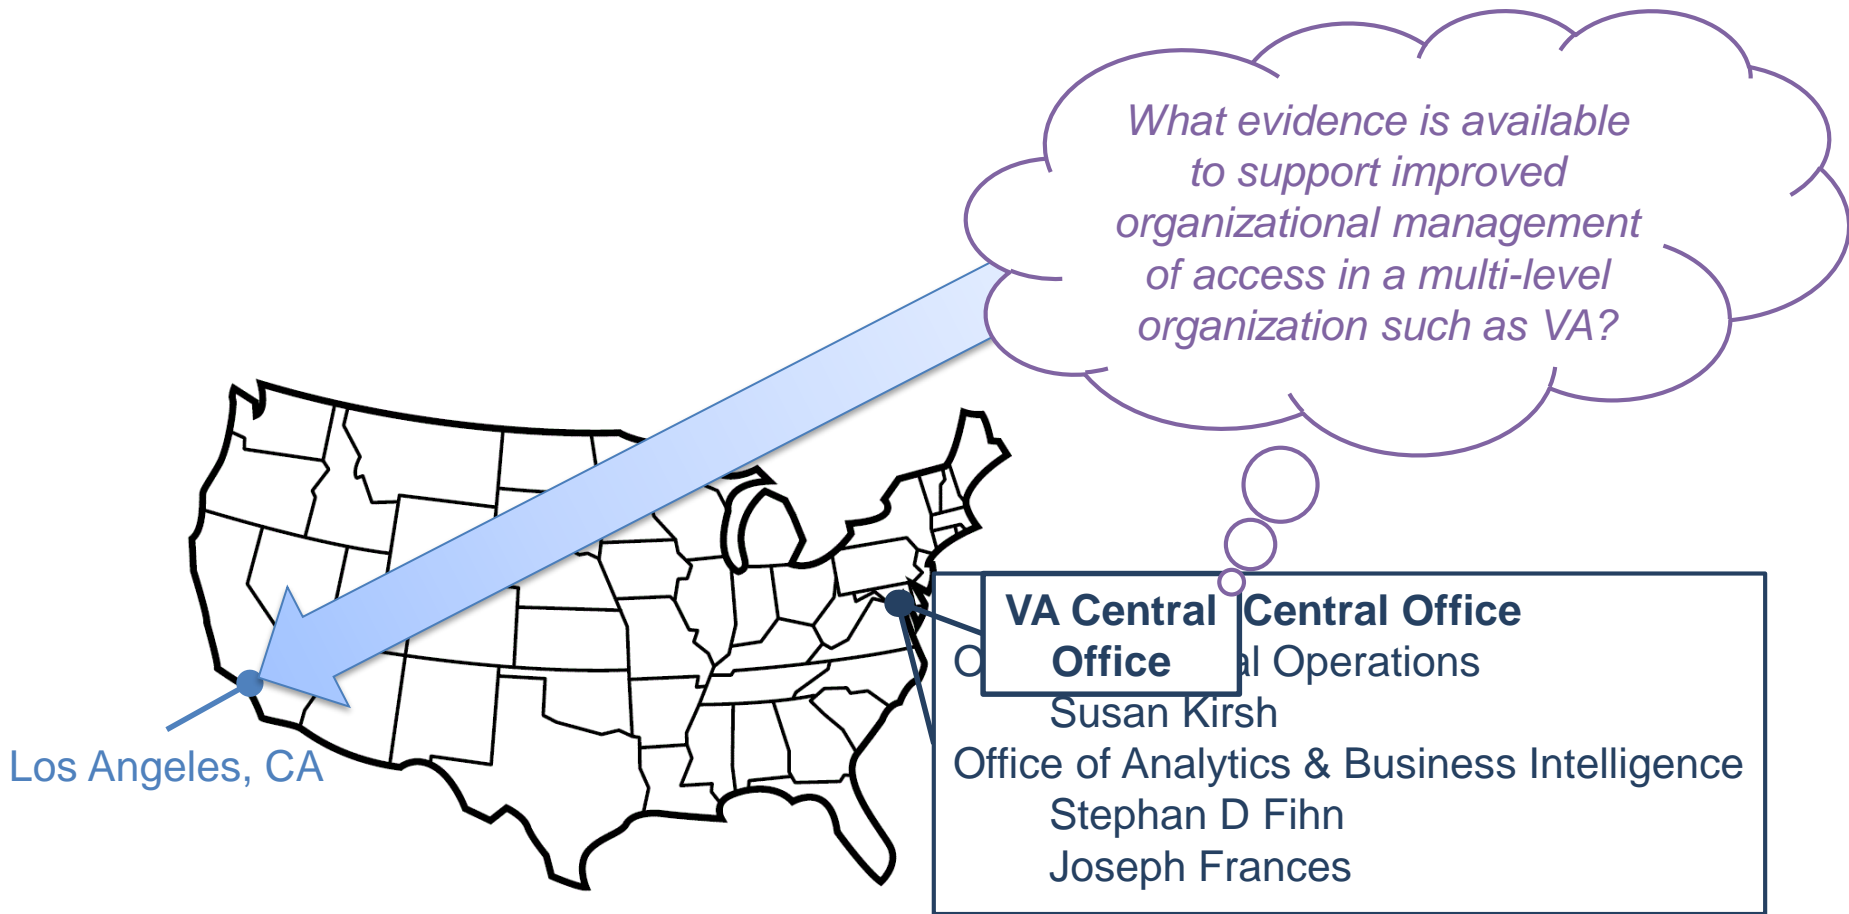 What evidence is available
to support improved
organizational management
of access in a multi-level
organization such as VA?
VA Central
Office
Central Office
O al Operations
Susan Kirsh
Office of Analytics & Business Intelligence
Stephan D Fihn
Joseph Frances
Los Angeles, CA